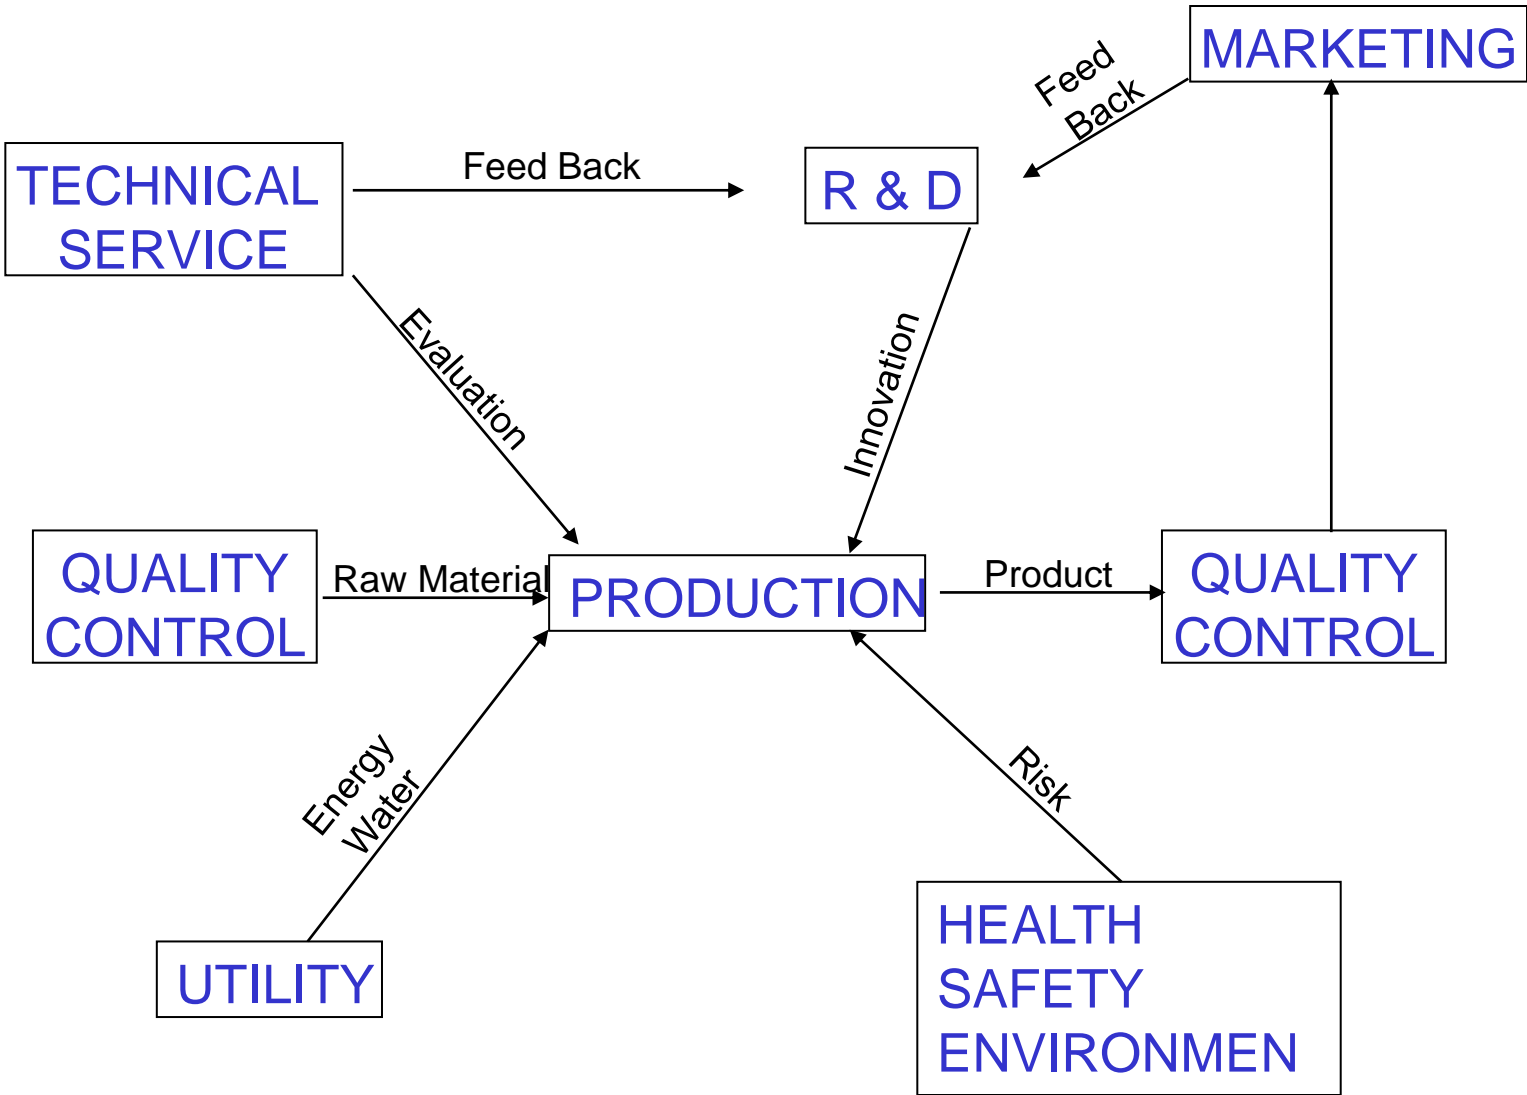 MARKETING
Feed
Back
TECHNICAL
SERVICE
Feed Back
R & D
Evaluation
Innovation
QUALITY
CONTROL
Raw Material
PRODUCTION
Product
QUALITY
CONTROL
Energy
Water
Risk
UTILITY
HEALTH
SAFETY
ENVIRONMEN